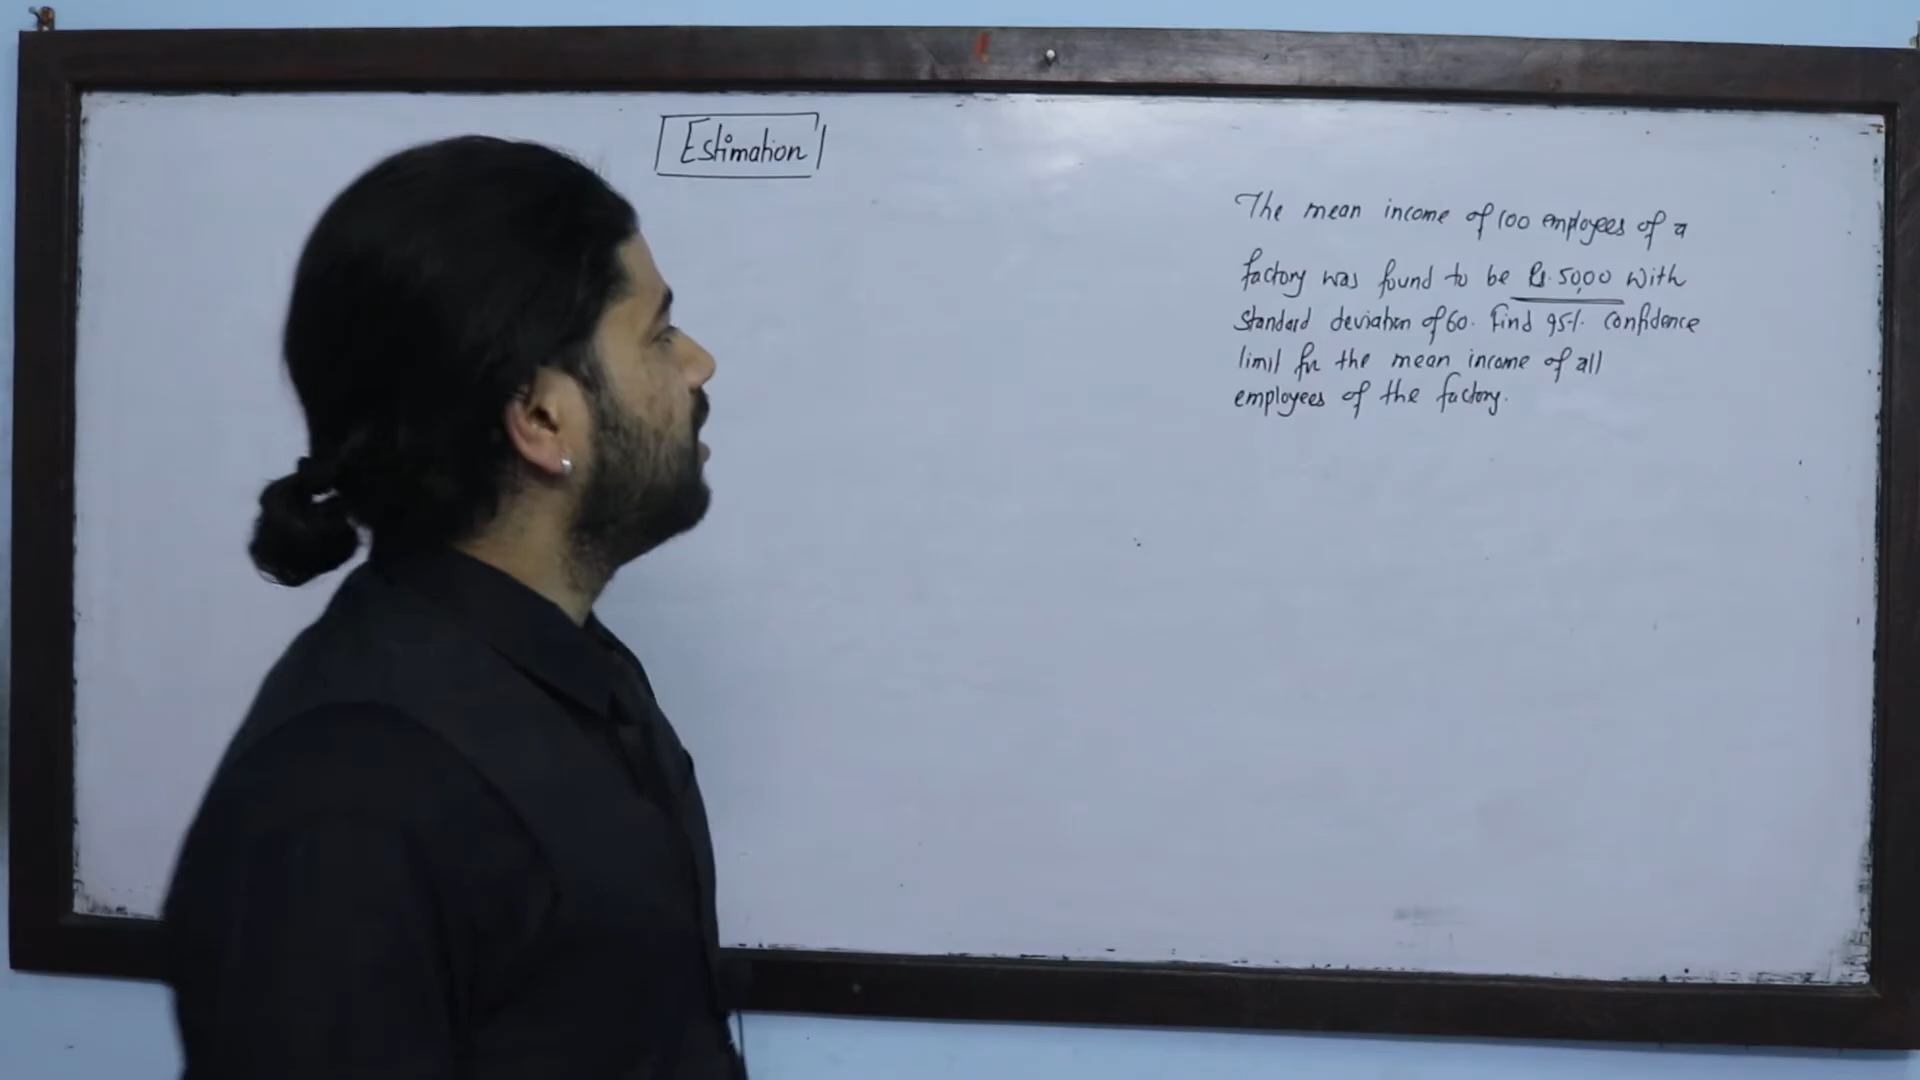 Estimation
The mean income of 100 employees of a
factory was found to be Rs. 5000 with
standard deviation of 60. Find 95% confidence
limit for the mean income of all
employees of the factory.